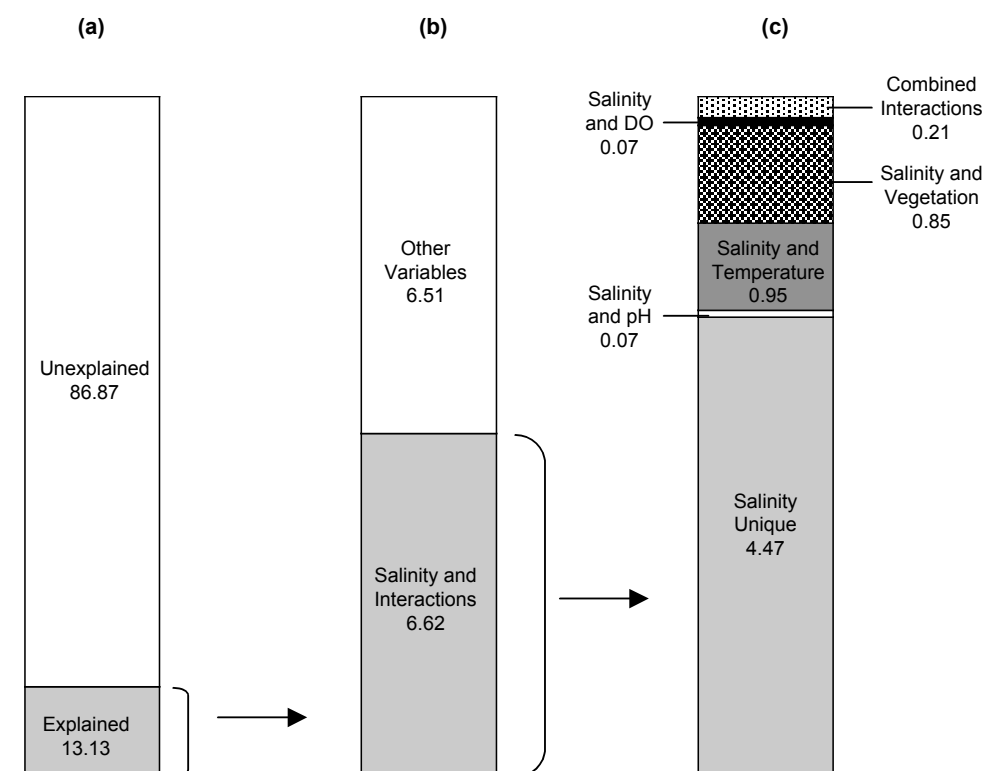 (a)
(b)
(c)
Unexplained
86.87
Explained
13.13
Other
Variables
6.51
Salinity and
Interactions
6.62
Salinity
and DO
0.07
Combined
Interactions
0.21
Salinity and
Vegetation
0.85
Salinity and
Temperature
0.95
Salinity
and pH
0.07
Salinity
Unique
4.47